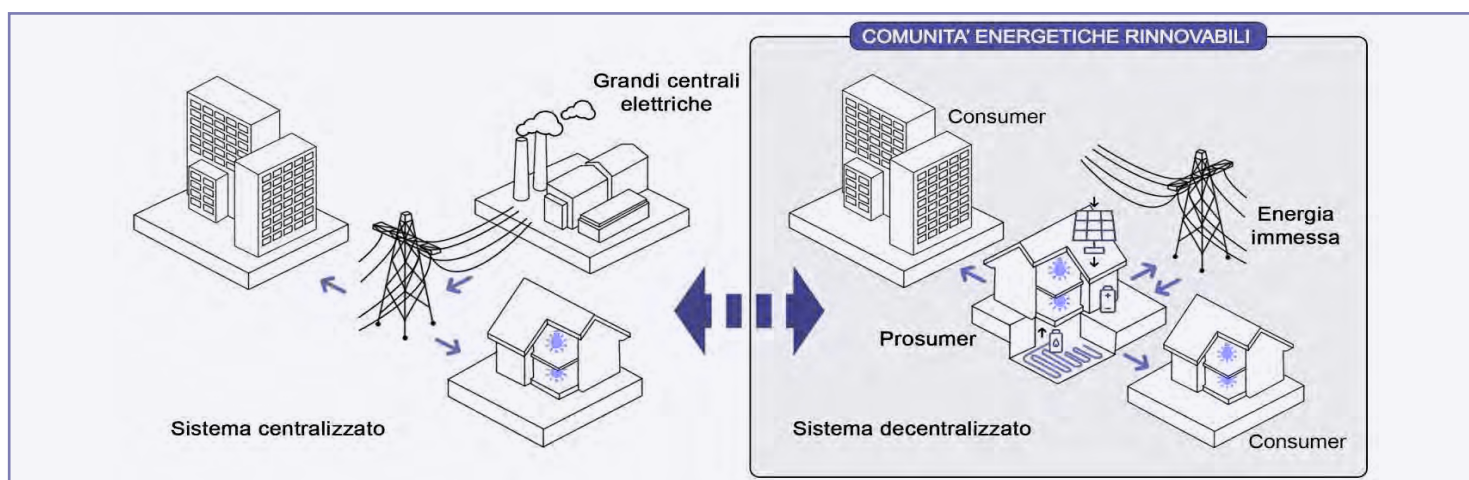 COMUNITA' ENERGETICHE RINNOVABILI
Grandi centrali
elettriche
Sistema centralizzato
Consumer
Energia
immessa
Prosumer
Sistema decentralizzato
Consumer